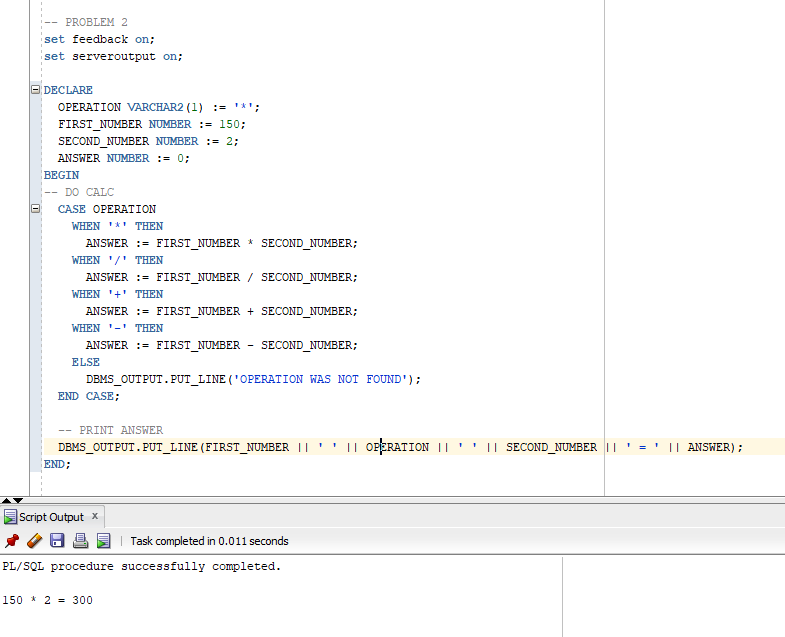 -- PROBLEM 2
set feedback on;
set serveroutput on;
DECLARE
OPERATION VARCHAR2(1) := '*';
FIRST_NUMBER NUMBER := 150;
SECOND_NUMBER NUMBER := 2;
ANSWER NUMBER := 0;
BEGIN
-- DO CALC
CASE OPERATION
WHEN '*' THEN
ANSWER := FIRST_NUMBER * SECOND_NUMBER;
WHEN '/' THEN
ANSWER := FIRST_NUMBER / SECOND_NUMBER;
WHEN '+' THEN
ANSWER := FIRST_NUMBER + SECOND_NUMBER;
WHEN '-' THEN
ANSWER := FIRST_NUMBER - SECOND_NUMBER;
ELSE
DBMS_OUTPUT.PUT_LINE('OPERATION WAS NOT FOUND');
END CASE;
-- PRINT ANSWER
DBMS_OUTPUT.PUT_LINE(FIRST_NUMBER || ' ' || OPERATION || ' ' || SECOND_NUMBER || ' = ' || ANSWER);
END;
Script Output x
Task completed in 0.011 seconds
PL/SQL procedure successfully completed.
150 * 2 = 300